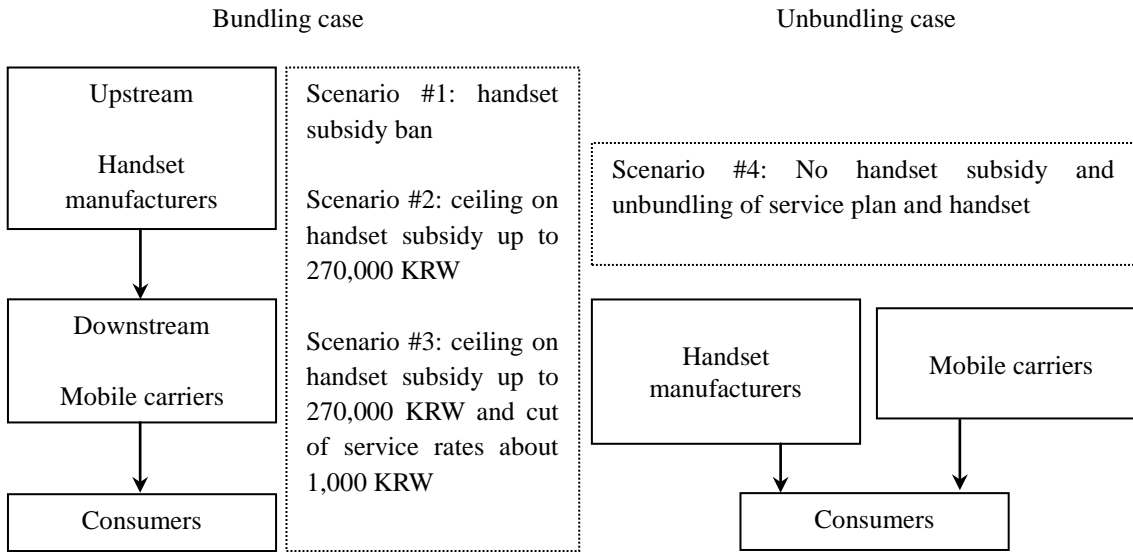 Bundling case
Upstream
Handset
manufacturers
Downstream
Mobile carriers
Consumers
Scenario #1: handset
subsidy ban
Scenario #2: ceiling on
handset subsidy up to
270,000 KRW
Scenario #3: ceiling on
handset subsidy up to
270,000 KRW and cut
of service rates about
1,000 KRW
Unbundling case
Scenario #4: No handset subsidy and
unbundling of service plan and handset
Handset
manufacturers
Mobile carriers
Consumers